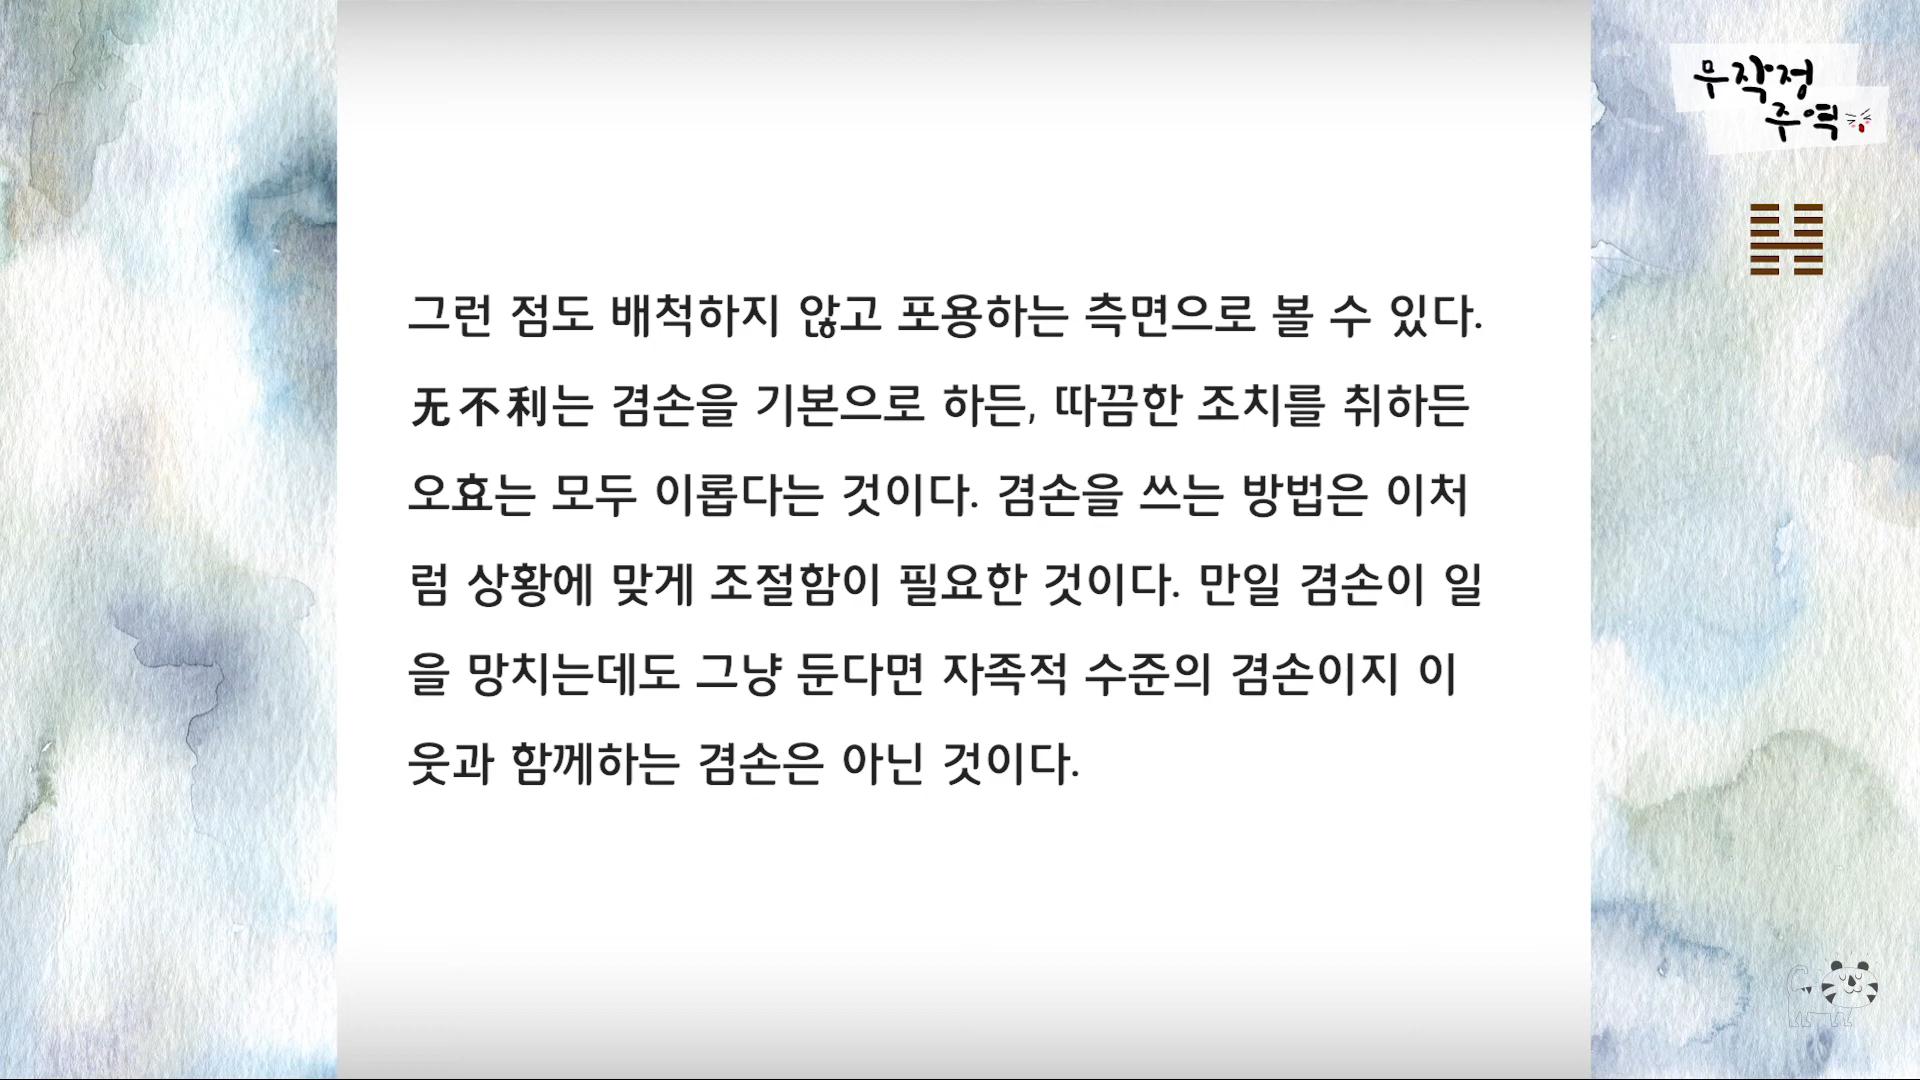 무작정
주역
그런 점도 배척하지 않고 포용하는 측면으로 볼 수 있다.
无不利는 겸손을 기본으로 하든, 따끔한 조치를 취하든
오효는 모두 이롭다는 것이다. 겸손을 쓰는 방법은 이처
럼 상황에 맞게 조절함이 필요한 것이다. 만일 겸손이 일
을 망치는데도 그냥 둔다면 자족적 수준의 겸손이지 이
웃과 함께하는 겸손은 아닌 것이다.